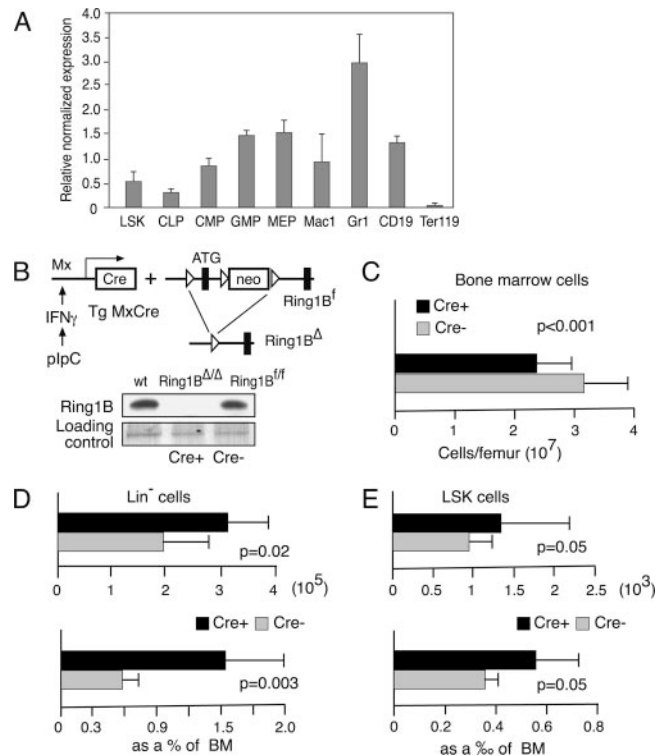 A
Relative normalized expression
4.0
3.5
3.0
2.5
2.0
1.5
1.0
0.5
0
LSK CLP CMP GMP MEP Mac1 Gr1 CD19 Ter119
B
Mx
Cre
+
ATG
neo
Ring1B^f
IFNγ
Tg MxCre
Ring1B^Δ
pIpC
wt Ring1B^Δ/Δ Ring1B^f/f
Ring1B
Loading
control
Cre+ Cre-
C
Bone marrow cells
Cre+
Cre-
p<0.001
0 1 2 3 4
Cells/femur (10^7)
D
Lin^- cells
p=0.02
0 1 2 3 4 (10^5)
Cre+ Cre-
p=0.003
0 0.3 0.9 1.5 2.0
as a % of BM
E
LSK cells
p=0.05
0 0.5 1 1.5 2.0 2.5 (10^3)
Cre+ Cre-
p=0.05
0 0.2 0.4 0.6 0.8
as a ‰ of BM